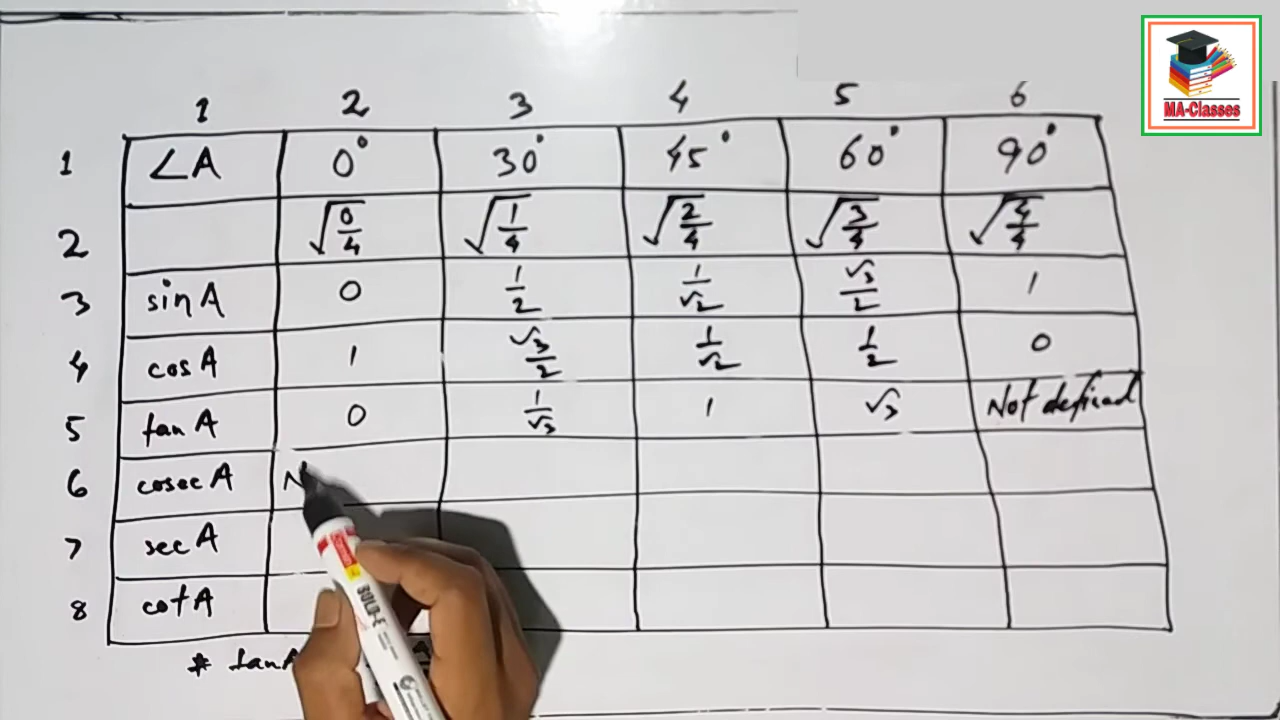 MA-Classes
1 2 3 4 5 6
1 ∠A 0° 30° 45° 60° 90°
2 √0/4 √1/4 √2/4 √3/4 √4/4
3 sin A 0 1/2 1/√2 √3/2 1
4 cos A 1 √3/2 1/√2 1/2 0
5 tan A 0 1/√3 1 √3 Not defined
6 cosec A N
7 sec A
8 cot A
* tan A